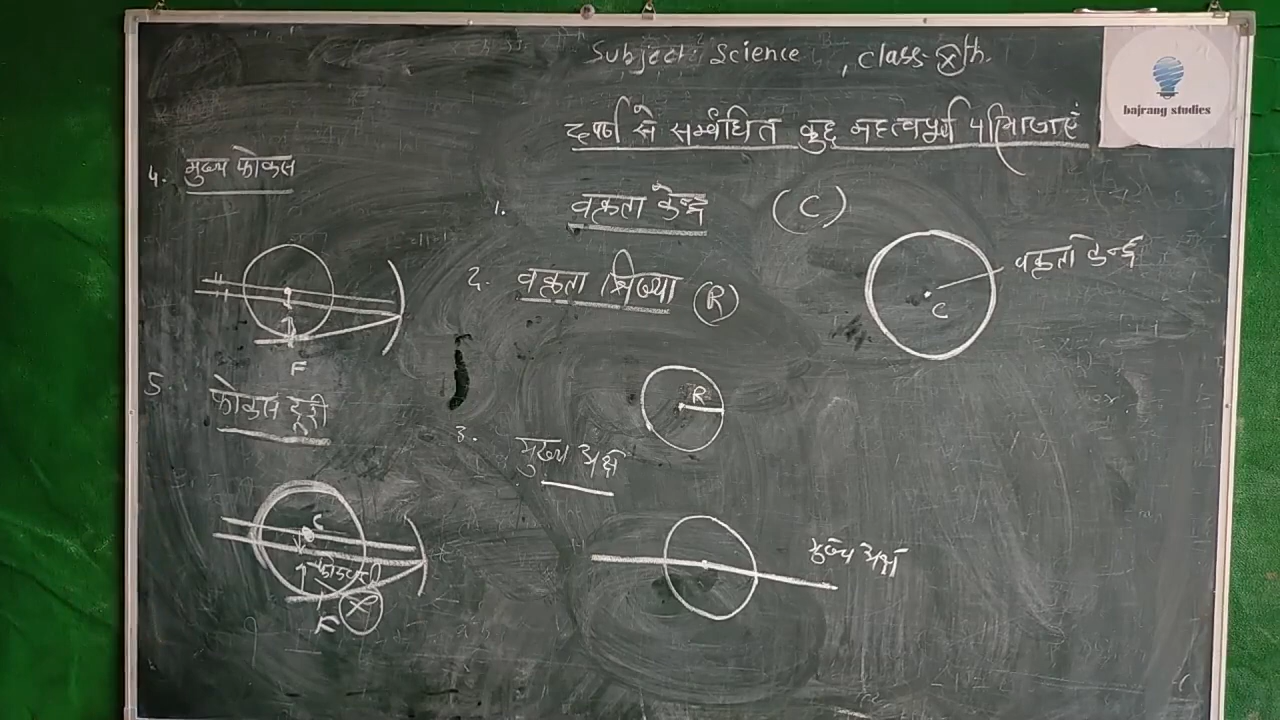 Subject: Science , class Xth.
bajrang studies
दर्पण से सम्बंधित कुछ महत्वपूर्ण परिभाषाएं
1. वक्रता केन्द्र (C)
वक्रता केन्द्र
C
2. वक्रता त्रिज्या (R)
R
3. मुख्य अक्ष
मुख्य अक्ष
4. मुख्य फोकस
F
5. फोकस दूरी
C
F